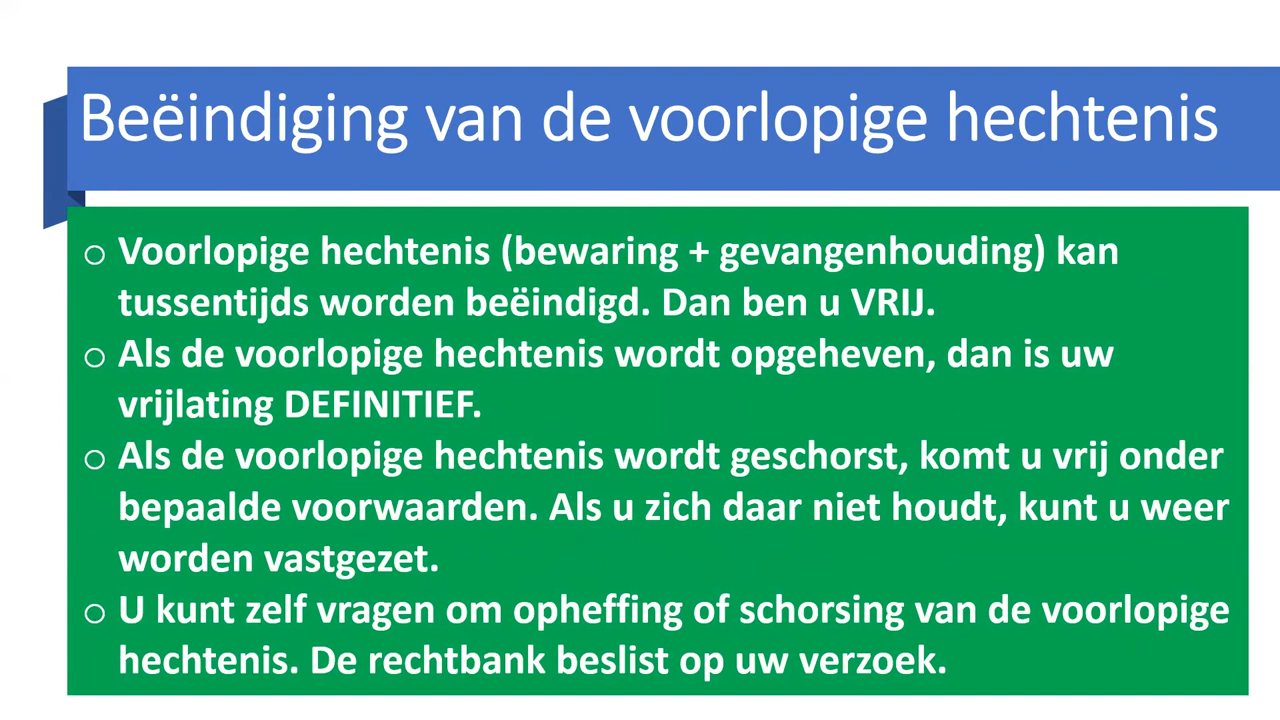 Beëindiging van de voorlopige hechtenis
o Voorlopige hechtenis (bewaring + gevangenhouding) kan
tussentijds worden beëindigd. Dan ben u VRIJ.
o Als de voorlopige hechtenis wordt opgeheven, dan is uw
vrijlating DEFINITIEF.
o Als de voorlopige hechtenis wordt geschorst, komt u vrij onder
bepaalde voorwaarden. Als u zich daar niet houdt, kunt u weer
worden vastgezet.
o U kunt zelf vragen om opheffing of schorsing van de voorlopige
hechtenis. De rechtbank beslist op uw verzoek.